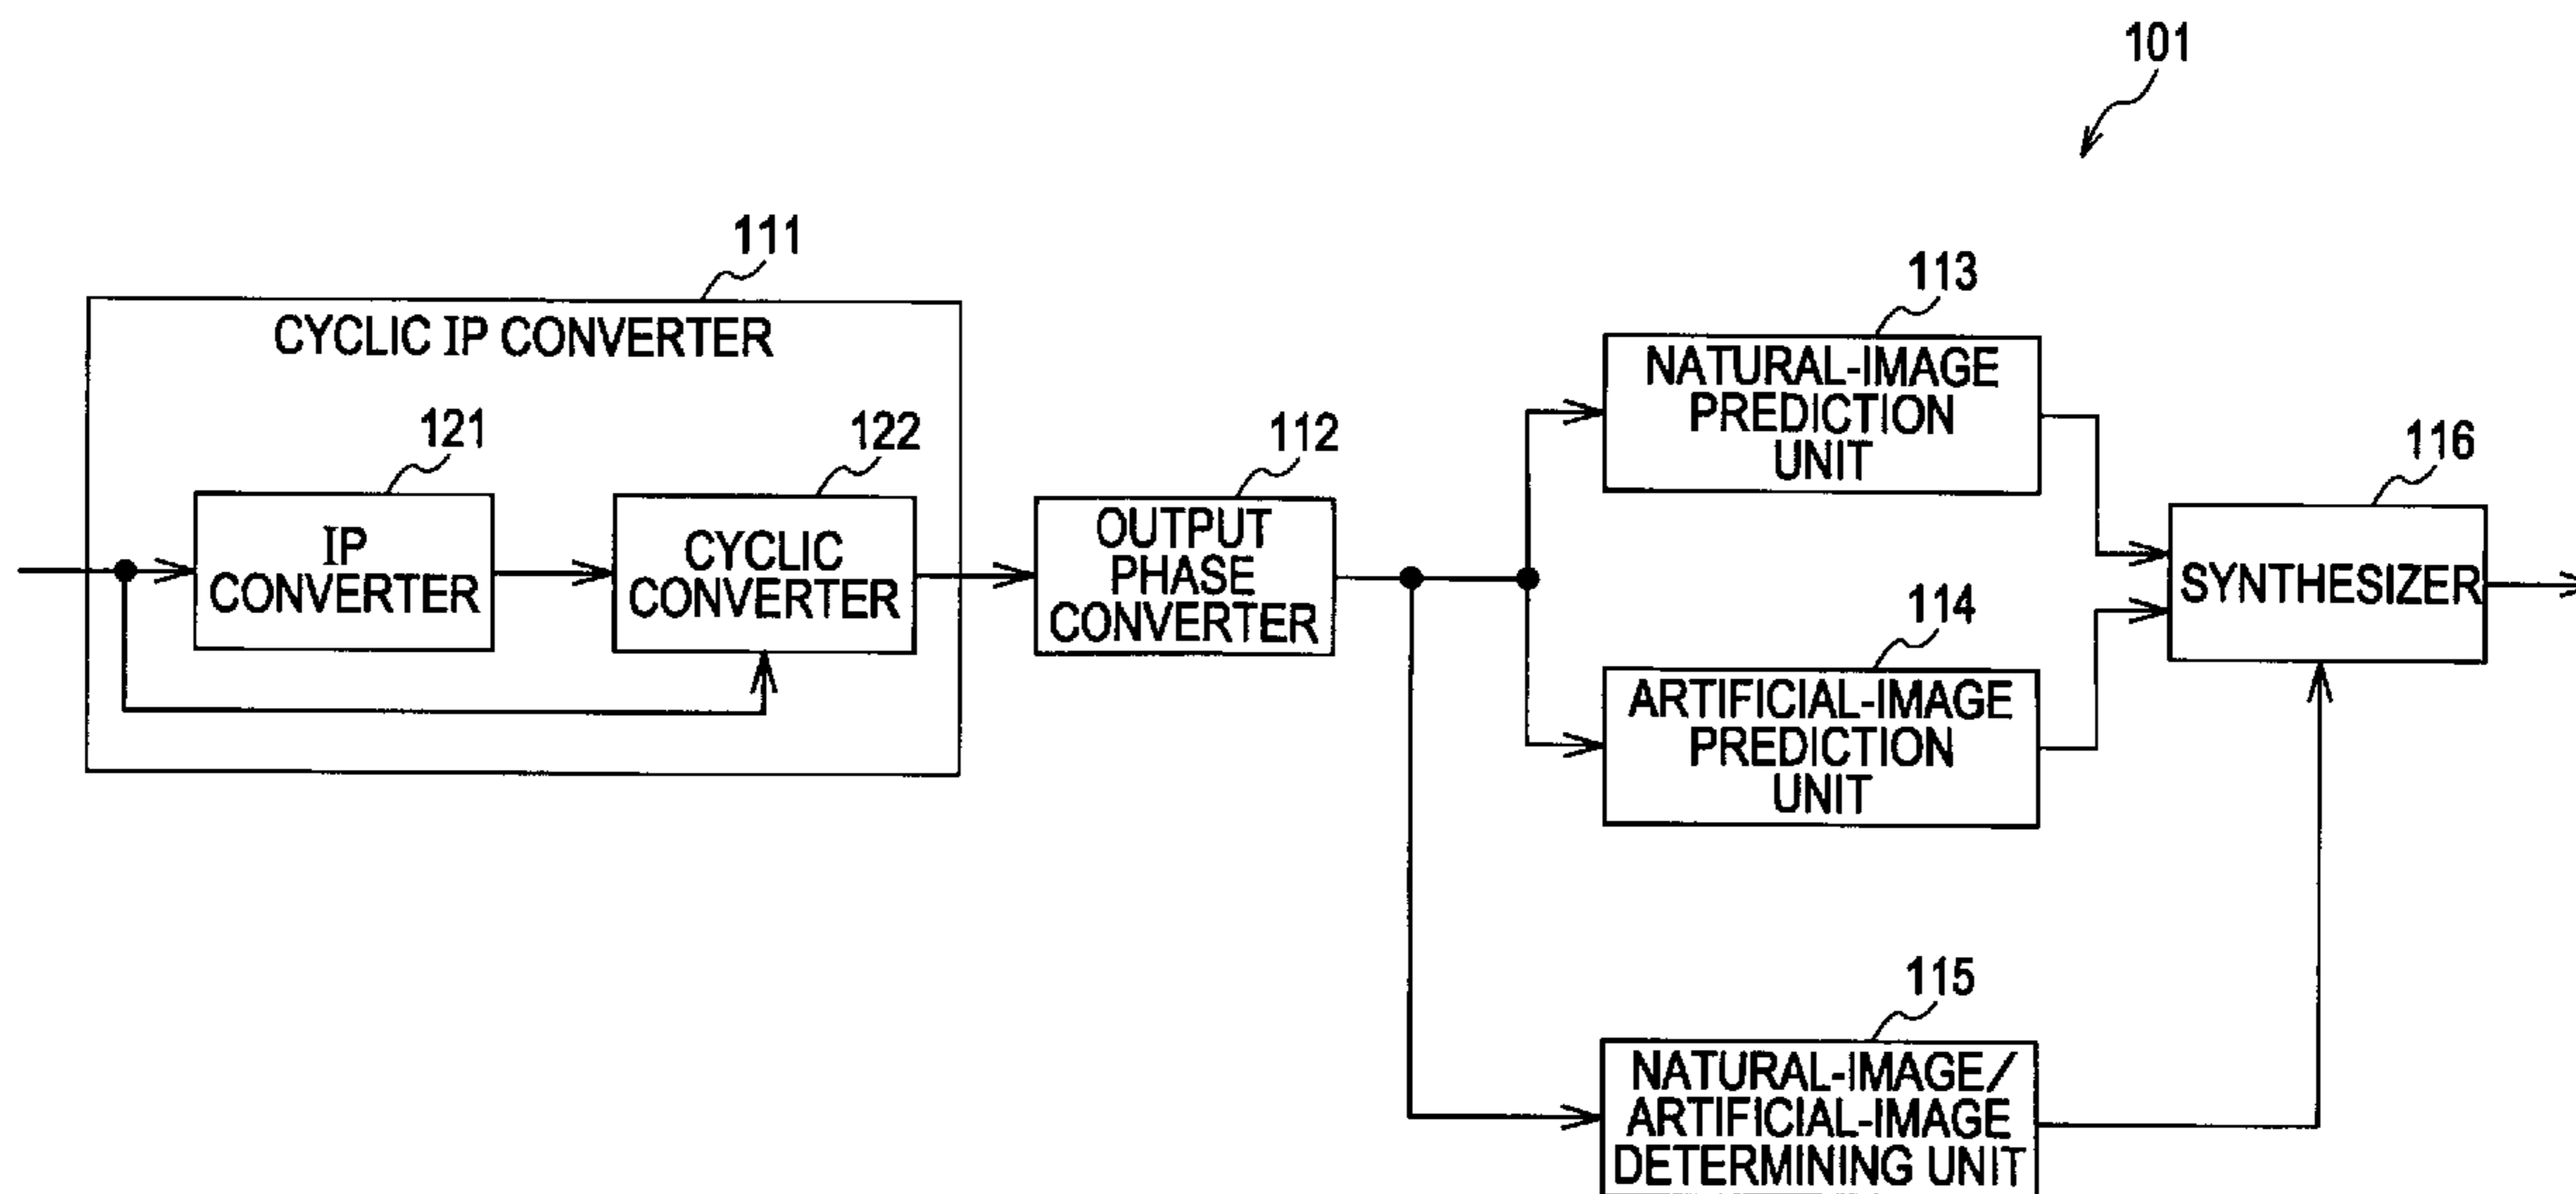 101
111
CYCLIC IP CONVERTER
121
IP
CONVERTER
122
CYCLIC
CONVERTER
112
OUTPUT
PHASE
CONVERTER
113
NATURAL-IMAGE
PREDICTION
UNIT
114
ARTIFICIAL-IMAGE
PREDICTION
UNIT
115
NATURAL-IMAGE/
ARTIFICIAL-IMAGE
DETERMINING UNIT
116
SYNTHESIZER